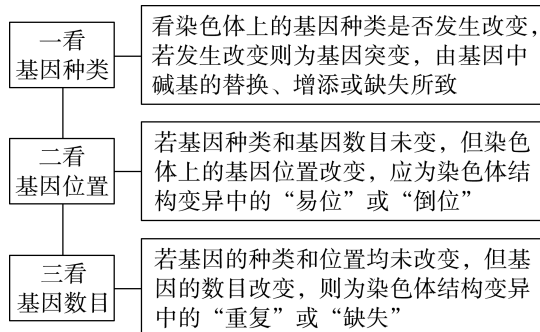 一看
基因种类
看染色体上的基因种类是否发生改变，
若发生改变则为基因突变，由基因中
碱基的替换、增添或缺失所致
二看
基因位置
若基因种类和基因数目未变，但染色
体上的基因位置改变，应为染色体结
构变异中的“易位”或“倒位”
三看
基因数目
若基因的种类和位置均未改变，但基
因的数目改变，则为染色体结构变异
中的“重复”或“缺失”